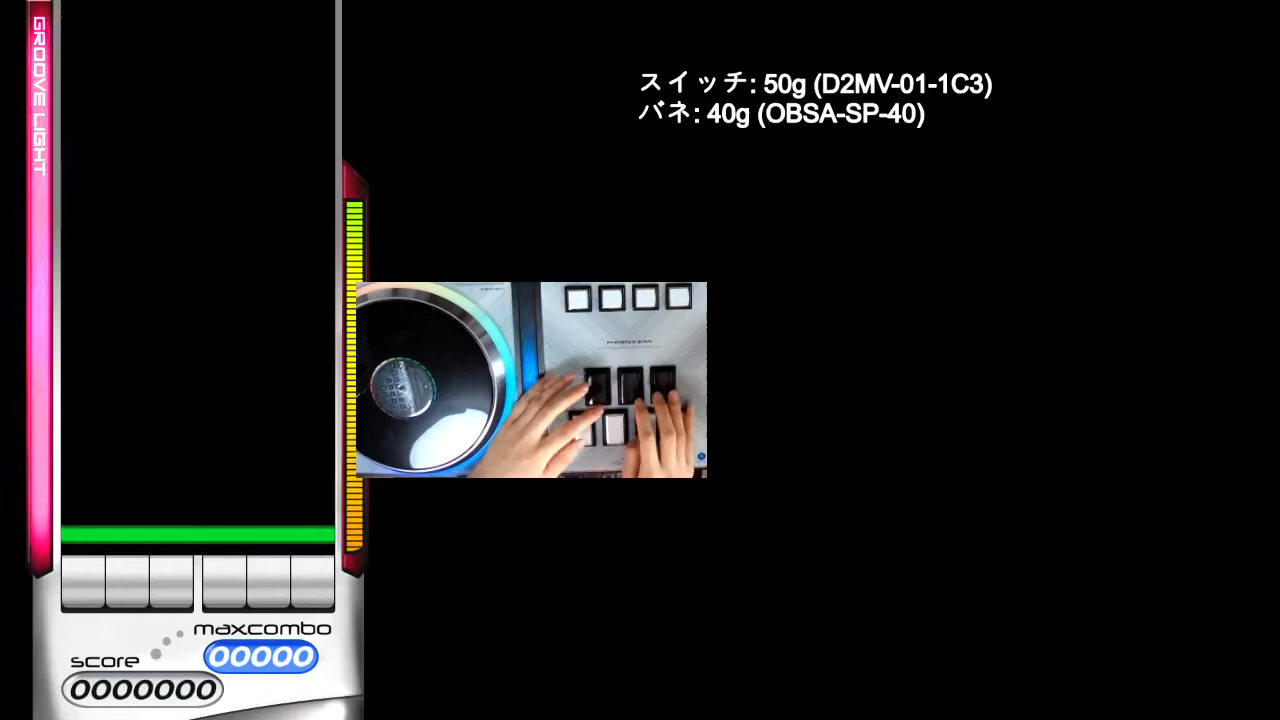 GROOVE LIGHT
スイッチ: 50g (D2MV-01-1C3)
バネ: 40g (OBSA-SP-40)
PHOENIXWAN
maxcombo
00000
score
0000000